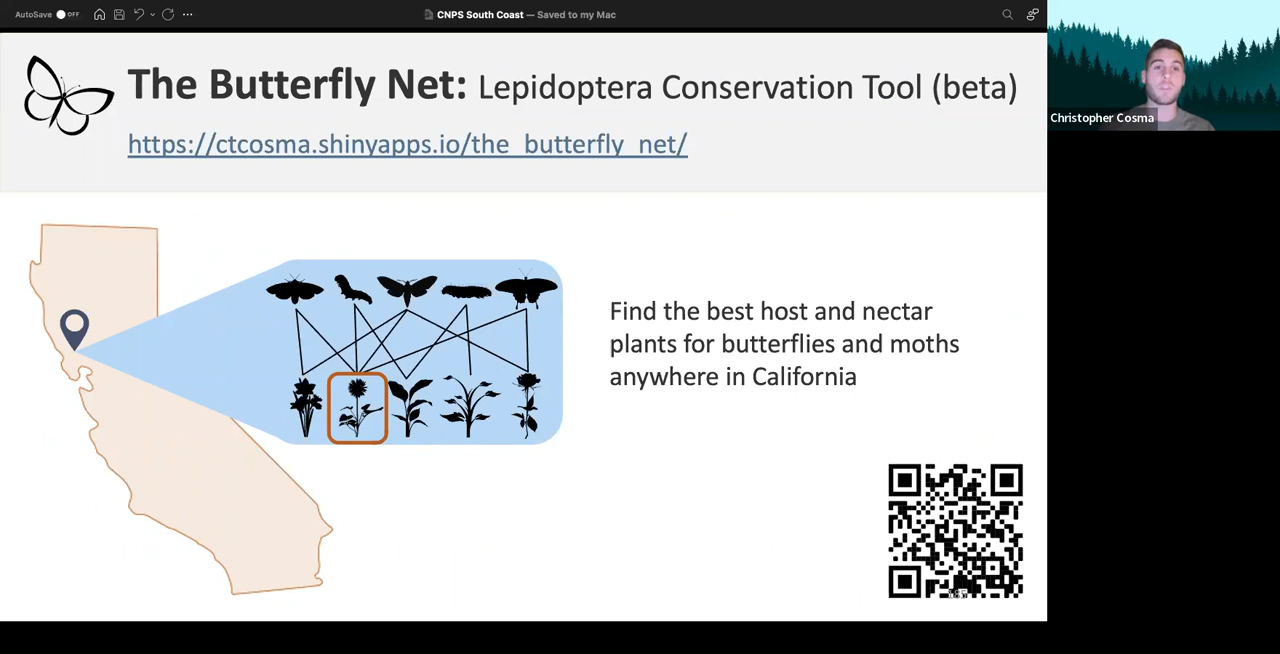 AutoSave OFF
CNPS South Coast — Saved to my Mac
The Butterfly Net: Lepidoptera Conservation Tool (beta)
https://ctcosma.shinyapps.io/the_butterfly_net/
Christopher Cosma
Find the best host and nectar
plants for butterflies and moths
anywhere in California